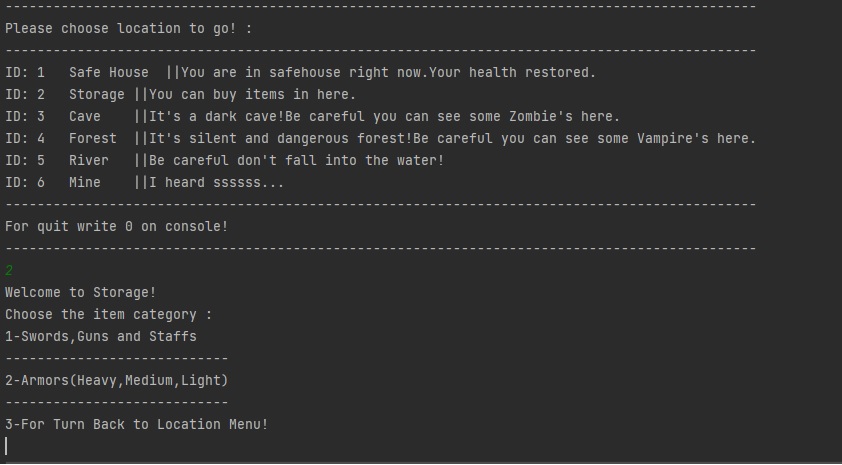 ----------------------------------------------------------------------------------------------
Please choose location to go! :
----------------------------------------------------------------------------------------------
ID: 1   Safe House  ||You are in safehouse right now.Your health restored.
ID: 2   Storage ||You can buy items in here.
ID: 3   Cave    ||It's a dark cave!Be careful you can see some Zombie's here.
ID: 4   Forest  ||It's silent and dangerous forest!Be careful you can see some Vampire's here.
ID: 5   River   ||Be careful don't fall into the water!
ID: 6   Mine    ||I heard ssssss...
----------------------------------------------------------------------------------------------
For quit write 0 on console!
----------------------------------------------------------------------------------------------
2
Welcome to Storage!
Choose the item category :
1-Swords,Guns and Staffs
----------------------------
2-Armors(Heavy,Medium,Light)
----------------------------
3-For Turn Back to Location Menu!